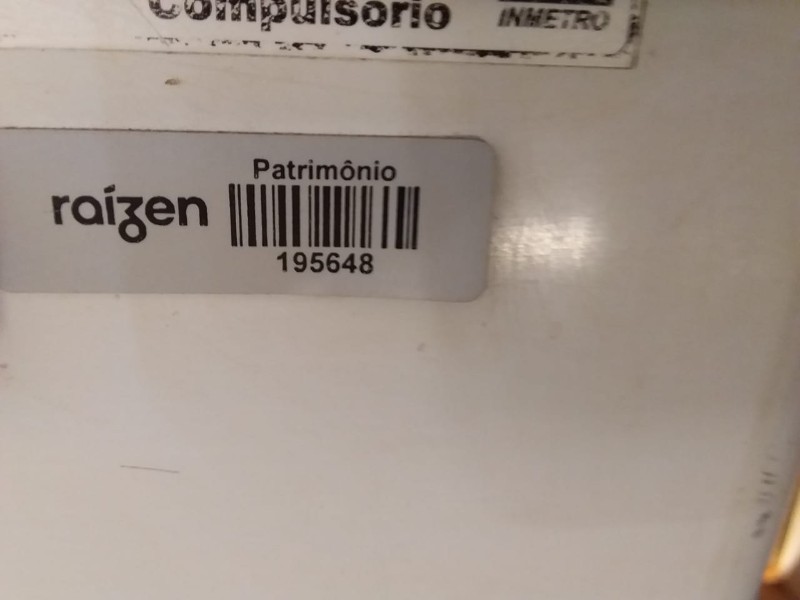 Compulsório
INMETRO
Patrimônio
raízen
195648